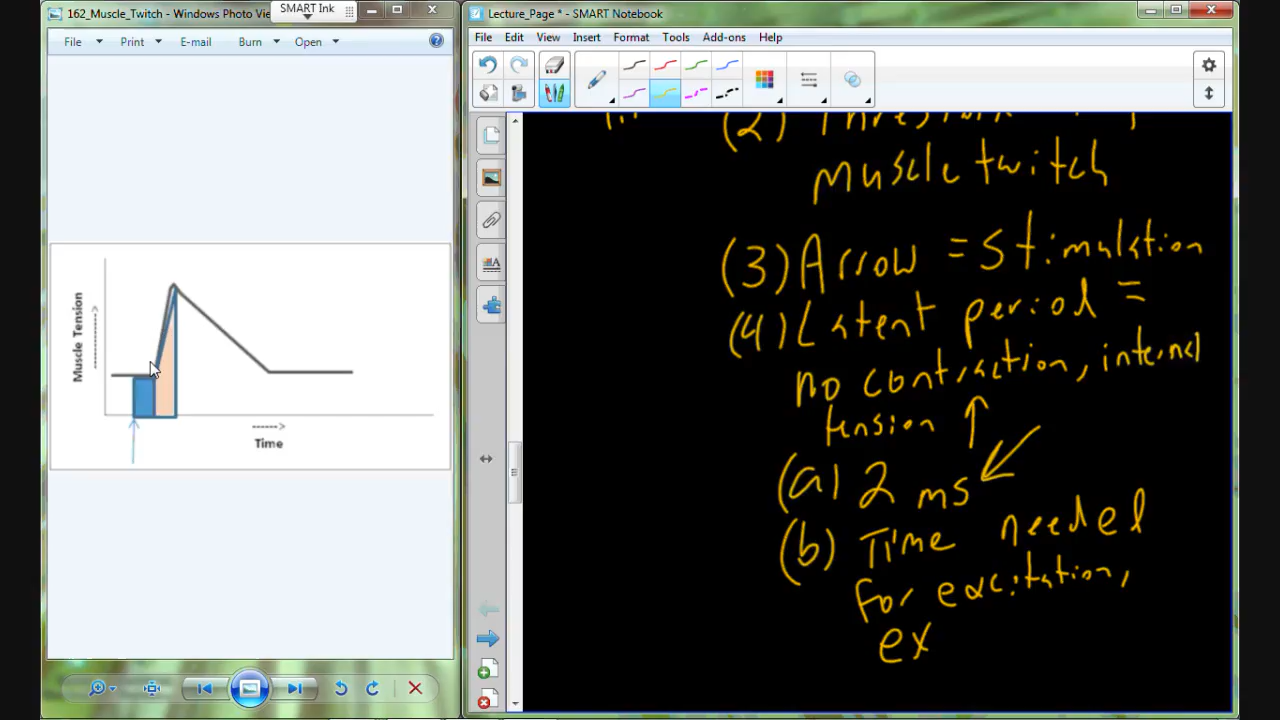 162_Muscle_Twitch - Windows Photo Vie
SMART Ink
File Print E-mail Burn Open
Muscle Tension
Time
Lecture_Page * - SMART Notebook
File Edit View Insert Format Tools Add-ons Help
(2) Threshold
muscle twitch
(3) Arrow = Stimulation
(4) Latent period =
no contraction, internal
tension ↑
(a) 2 ms
(b) Time needed
for excitation,
ex